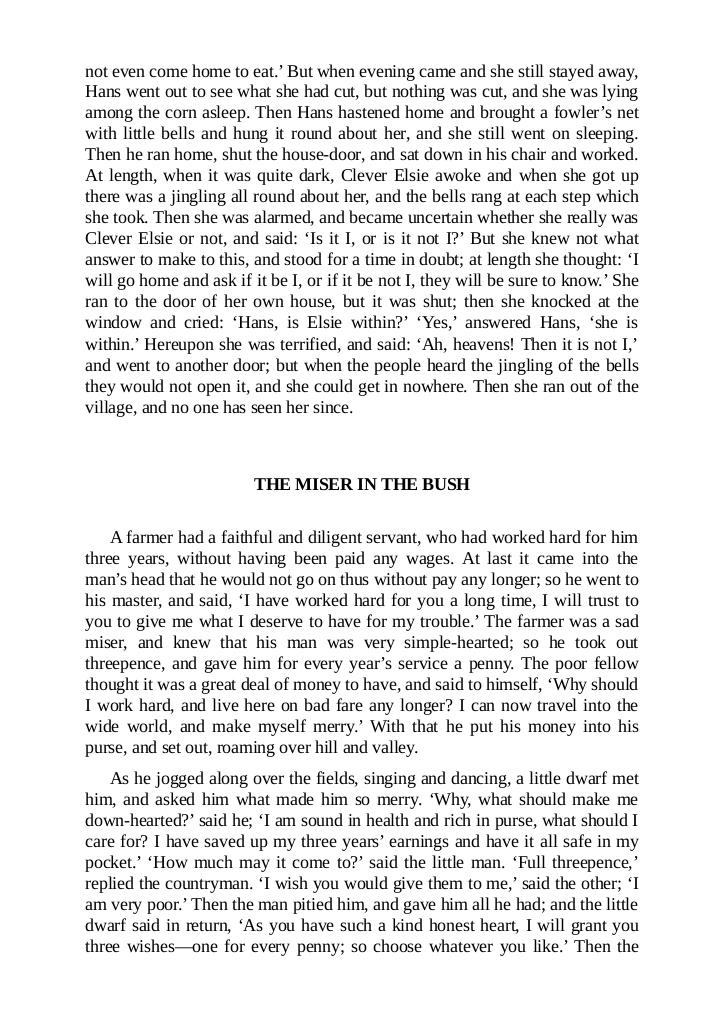 not even come home to eat.’ But when evening came and she still stayed away,
Hans went out to see what she had cut, but nothing was cut, and she was lying
among the corn asleep. Then Hans hastened home and brought a fowler’s net
with little bells and hung it round about her, and she still went on sleeping.
Then he ran home, shut the house-door, and sat down in his chair and worked.
At length, when it was quite dark, Clever Elsie awoke and when she got up
there was a jingling all round about her, and the bells rang at each step which
she took. Then she was alarmed, and became uncertain whether she really was
Clever Elsie or not, and said: ‘Is it I, or is it not I?’ But she knew not what
answer to make to this, and stood for a time in doubt; at length she thought: ‘I
will go home and ask if it be I, or if it be not I, they will be sure to know.’ She
ran to the door of her own house, but it was shut; then she knocked at the
window and cried: ‘Hans, is Elsie within?’ ‘Yes,’ answered Hans, ‘she is
within.’ Hereupon she was terrified, and said: ‘Ah, heavens! Then it is not I,’
and went to another door; but when the people heard the jingling of the bells
they would not open it, and she could get in nowhere. Then she ran out of the
village, and no one has seen her since.
THE MISER IN THE BUSH
A farmer had a faithful and diligent servant, who had worked hard for him
three years, without having been paid any wages. At last it came into the
man’s head that he would not go on thus without pay any longer; so he went to
his master, and said, ‘I have worked hard for you a long time, I will trust to
you to give me what I deserve to have for my trouble.’ The farmer was a sad
miser, and knew that his man was very simple-hearted; so he took out
threepence, and gave him for every year’s service a penny. The poor fellow
thought it was a great deal of money to have, and said to himself, ‘Why should
I work hard, and live here on bad fare any longer? I can now travel into the
wide world, and make myself merry.’ With that he put his money into his
purse, and set out, roaming over hill and valley.
As he jogged along over the fields, singing and dancing, a little dwarf met
him, and asked him what made him so merry. ‘Why, what should make me
down-hearted?’ said he; ‘I am sound in health and rich in purse, what should I
care for? I have saved up my three years’ earnings and have it all safe in my
pocket.’ ‘How much may it come to?’ said the little man. ‘Full threepence,’
replied the countryman. ‘I wish you would give them to me,’ said the other; ‘I
am very poor.’ Then the man pitied him, and gave him all he had; and the little
dwarf said in return, ‘As you have such a kind honest heart, I will grant you
three wishes—one for every penny; so choose whatever you like.’ Then the